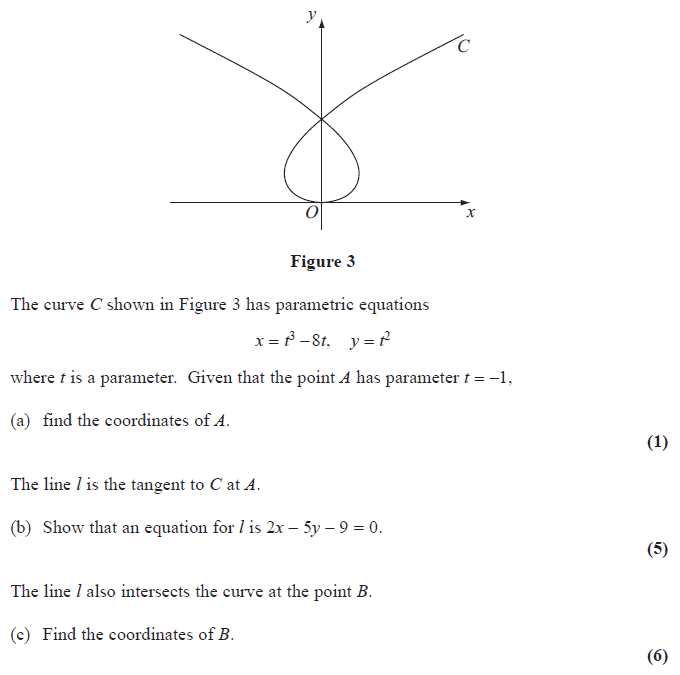 y
C
O
x
Figure 3
The curve C shown in Figure 3 has parametric equations
x = t³ – 8t,   y = t²
where t is a parameter. Given that the point A has parameter t = –1,
(a) find the coordinates of A.
(1)
The line l is the tangent to C at A.
(b) Show that an equation for l is 2x – 5y – 9 = 0.
(5)
The line l also intersects the curve at the point B.
(c) Find the coordinates of B.
(6)